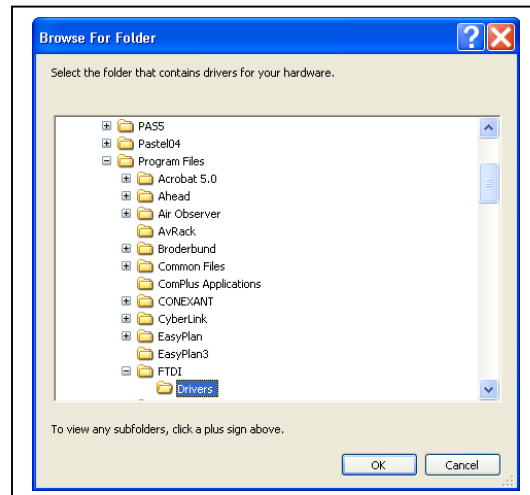 Browse For Folder
Select the folder that contains drivers for your hardware.
PAS5
Pastel04
Program Files
Acrobat 5.0
Ahead
Air Observer
AvRack
Broderbund
Common Files
ComPlus Applications
CONEXANT
CyberLink
EasyPlan
EasyPlan3
FTDI
Drivers
To view any subfolders, click a plus sign above.
OK Cancel